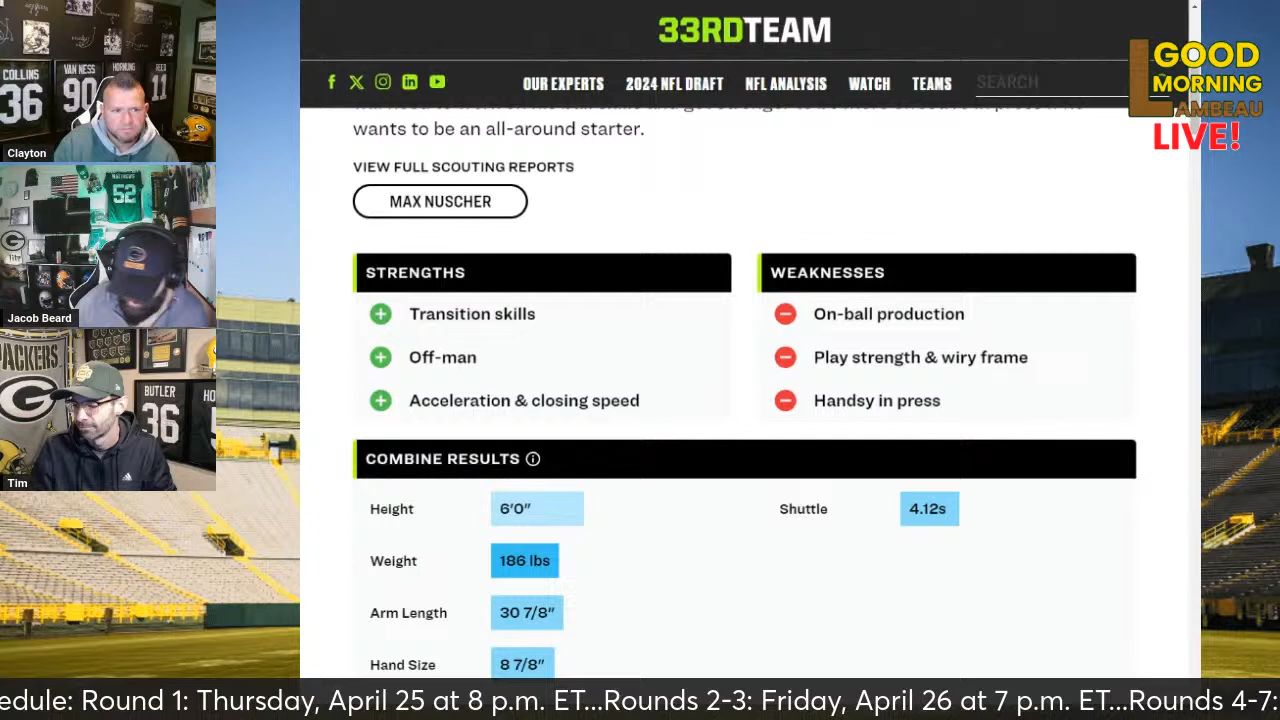 33RDTEAM
OUR EXPERTS 2024 NFL DRAFT NFL ANALYSIS WATCH TEAMS SEARCH
GOOD
MORNING
LAMBEAU
LIVE!
wants to be an all-around starter.
VIEW FULL SCOUTING REPORTS
MAX NUSCHER
STRENGTHS
Transition skills
Off-man
Acceleration & closing speed
WEAKNESSES
On-ball production
Play strength & wiry frame
Handsy in press
COMBINE RESULTS
Height 6'0"
Weight 186 lbs
Arm Length 30 7/8"
Hand Size 8 7/8"
Shuttle 4.12s
COLLINS
36
VAN NESS
90
HORNUNG
REED
11
Clayton
52
Jacob Beard
PACKERS
G
BUTLER
36
HO
Tim
edule: Round 1: Thursday, April 25 at 8 p.m. ET...Rounds 2-3: Friday, April 26 at 7 p.m. ET...Rounds 4-7: